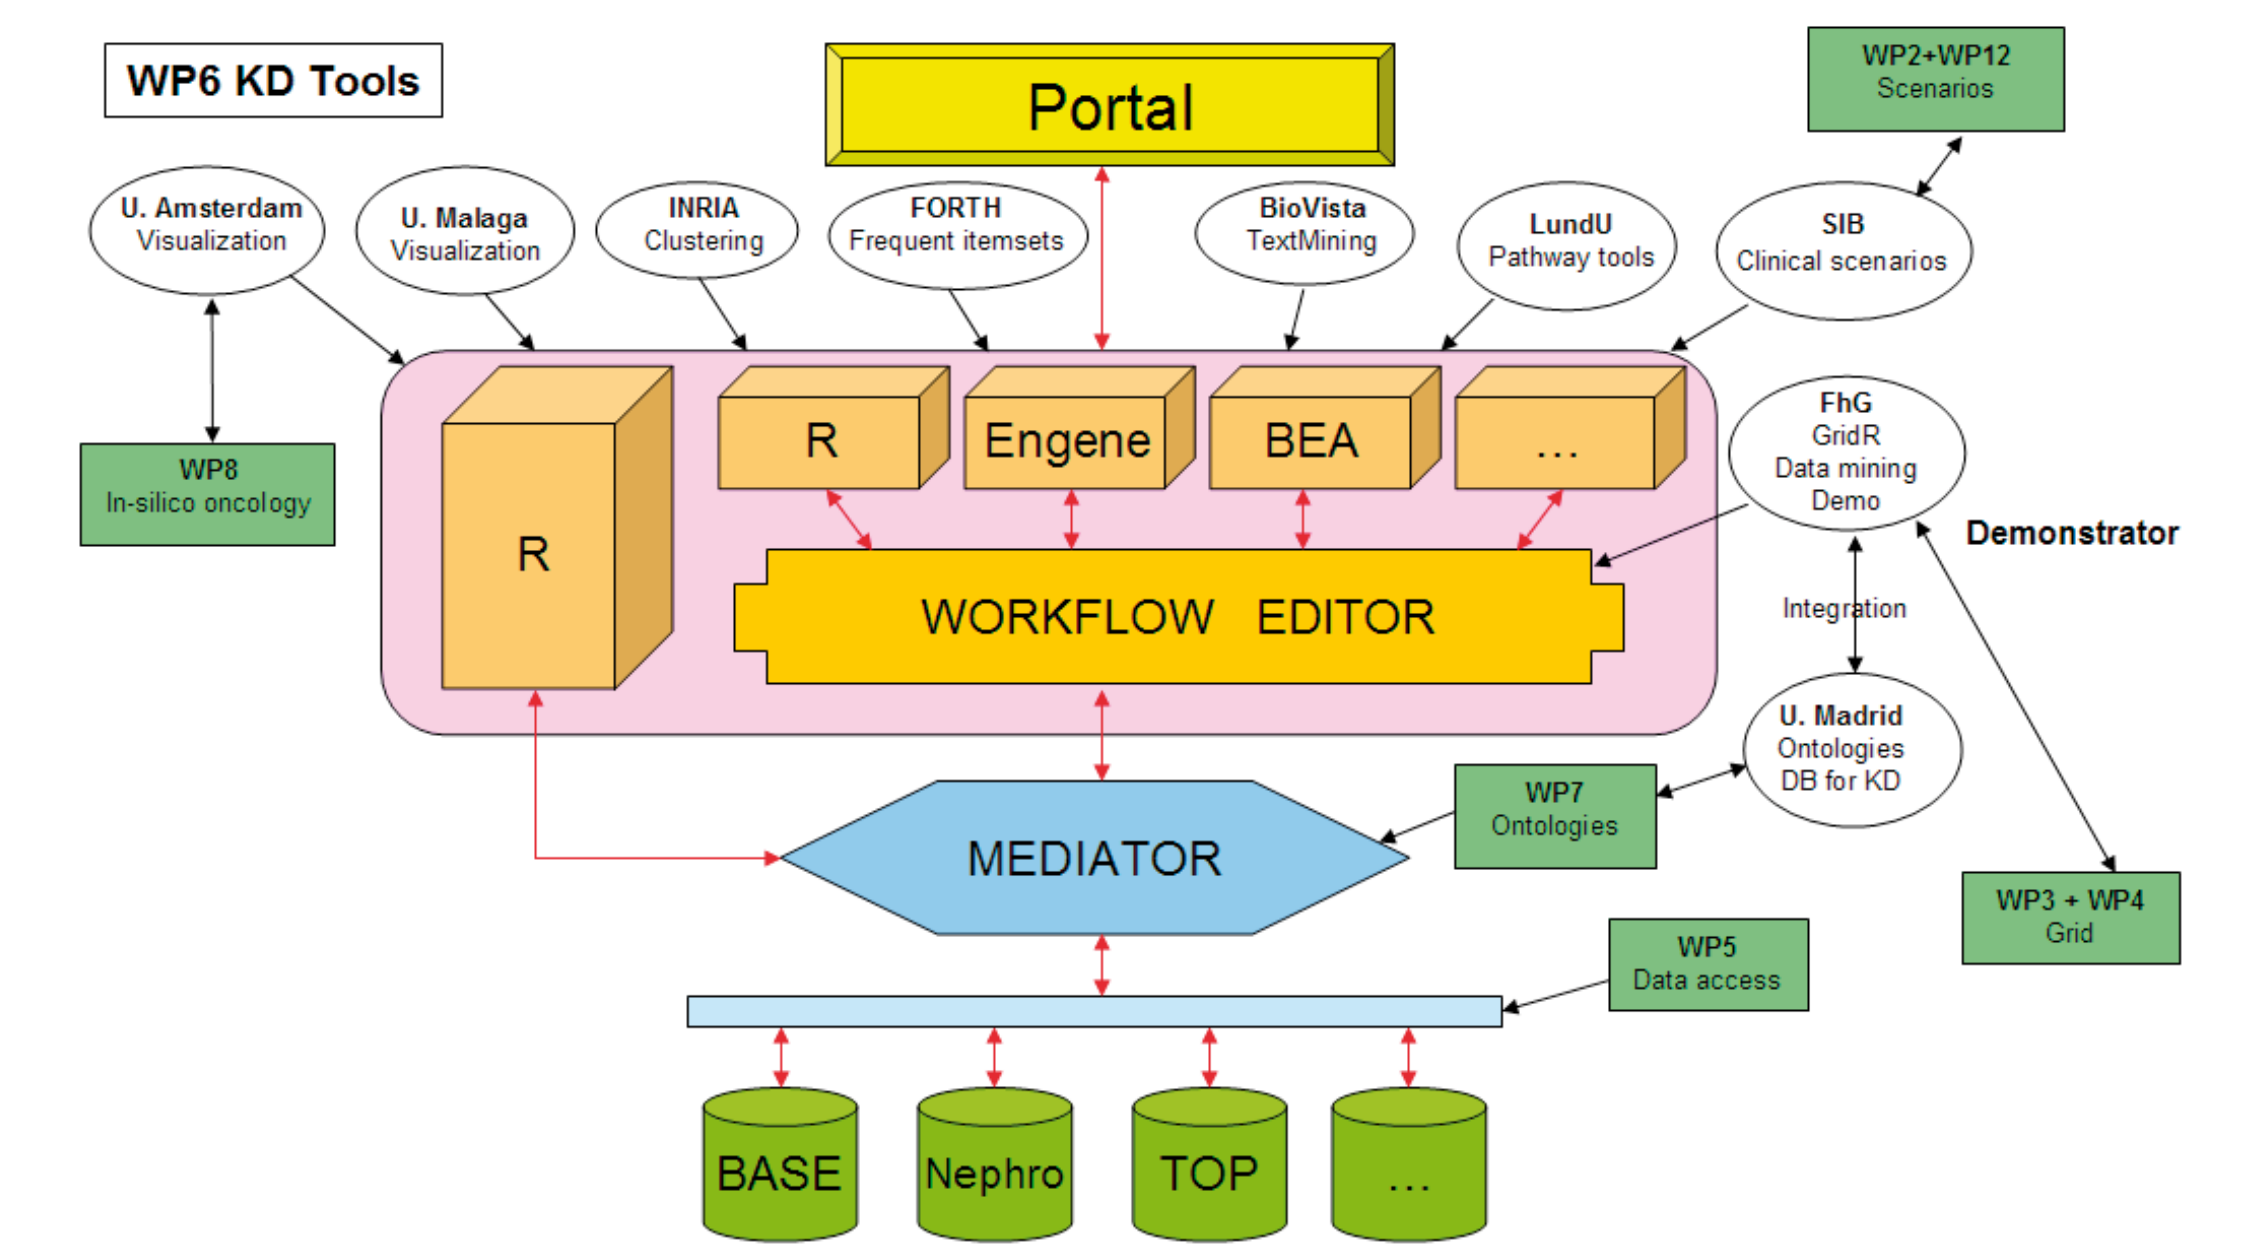 WP6 KD Tools
Portal
WP2+WP12
Scenarios
U. Amsterdam
Visualization
U. Malaga
Visualization
INRIA
Clustering
FORTH
Frequent itemsets
BioVista
TextMining
LundU
Pathway tools
SIB
Clinical scenarios
WP8
In-silico oncology
R
R
Engene
BEA
...
FhG
GridR
Data mining
Demo
Demonstrator
WORKFLOW EDITOR
Integration
U. Madrid
Ontologies
DB for KD
WP7
Ontologies
MEDIATOR
WP3 + WP4
Grid
WP5
Data access
BASE
Nephro
TOP
...